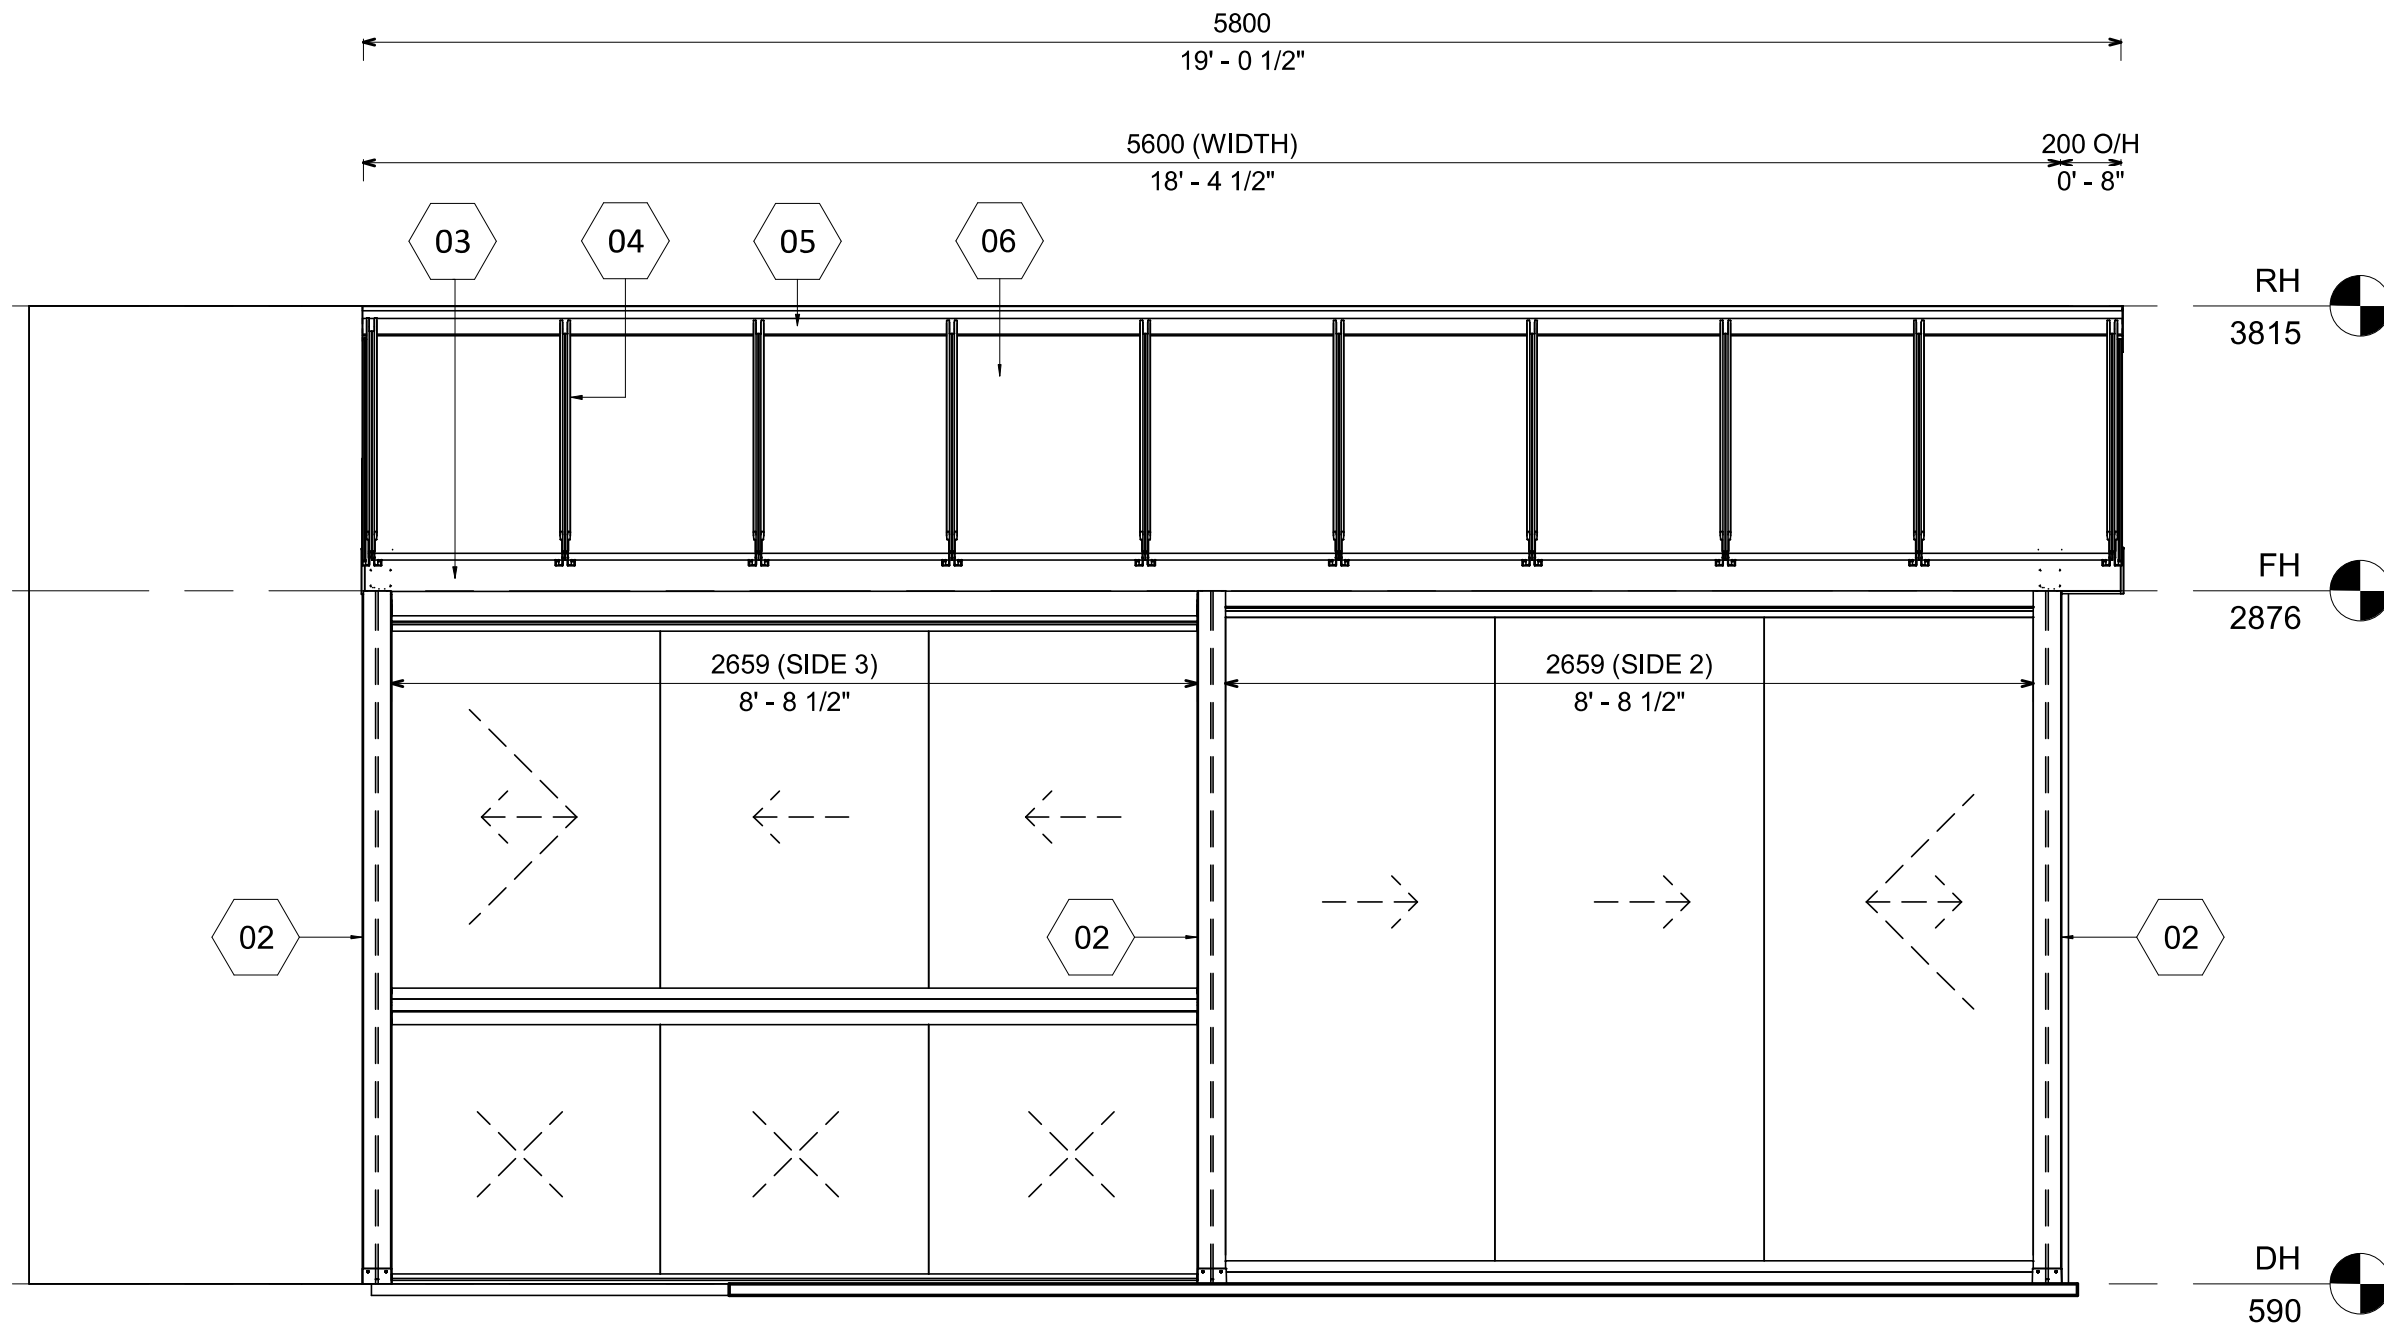 5800
19' - 0 1/2"
5600 (WIDTH)
200 O/H
18' - 4 1/2"
0' - 8"
03
04
05
06
RH
3815
FH
2876
2659 (SIDE 3)
8' - 8 1/2"
2659 (SIDE 2)
8' - 8 1/2"
02
02
02
DH
590